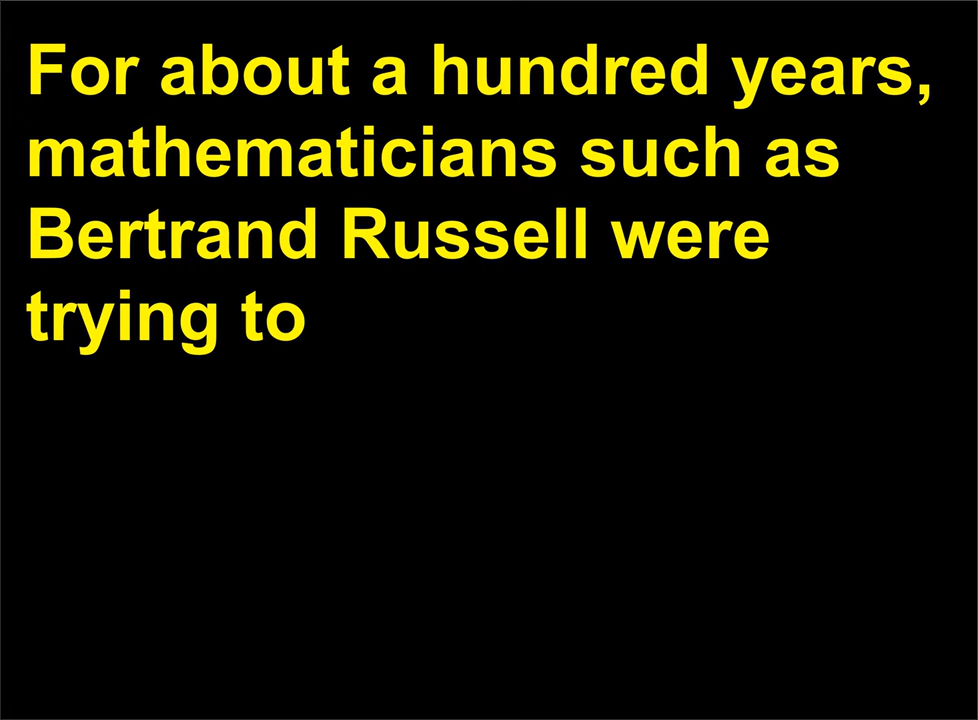 For about a hundred years,
mathematicians such as
Bertrand Russell were
trying to